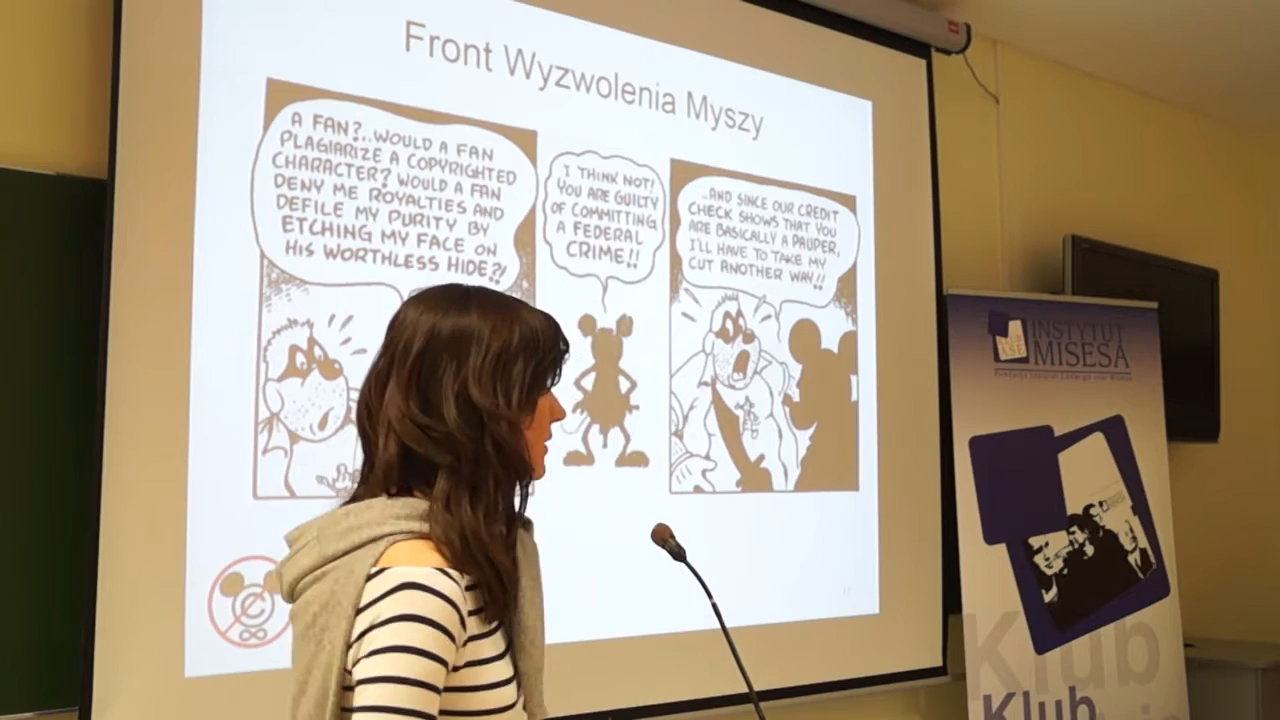 Front Wyzwolenia Myszy
A FAN?..WOULD A FAN
PLAGIARIZE A COPYRIGHTED
CHARACTER? WOULD A FAN
DENY ME ROYALTIES AND
DEFILE MY PURITY BY
ETCHING MY FACE ON
HIS WORTHLESS HIDE?!
I THINK NOT!
YOU ARE GUILTY
OF COMMITTING
A FEDERAL
CRIME!!
...AND SINCE OUR CREDIT
CHECK SHOWS THAT YOU
ARE BASICALLY A PAUPER,
I'LL HAVE TO TAKE MY
CUT ANOTHER WAY!!
©
∞
INSTYTUT
MISESA
Klub
Klub